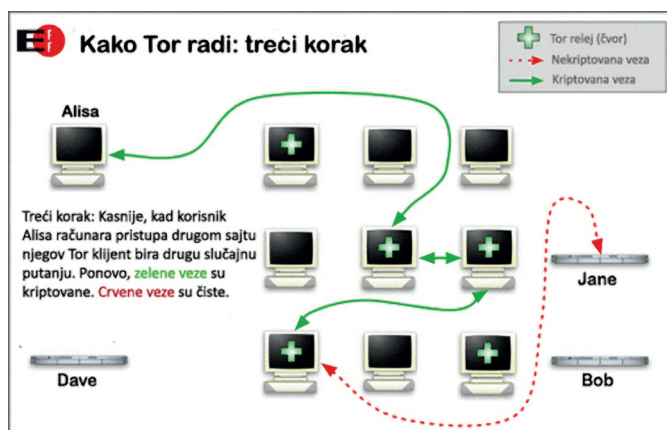 E F F
Kako Tor radi: treći korak
Tor relej (čvor)
Nekriptovana veza
Kriptovana veza
Alisa
Treći korak: Kasnije, kad korisnik
Alisa računara pristupa drugom sajtu
njegov Tor klijent bira drugu slučajnu
putanju. Ponovo, zelene veze su
kriptovane. Crvene veze su čiste.
Jane
Dave
Bob